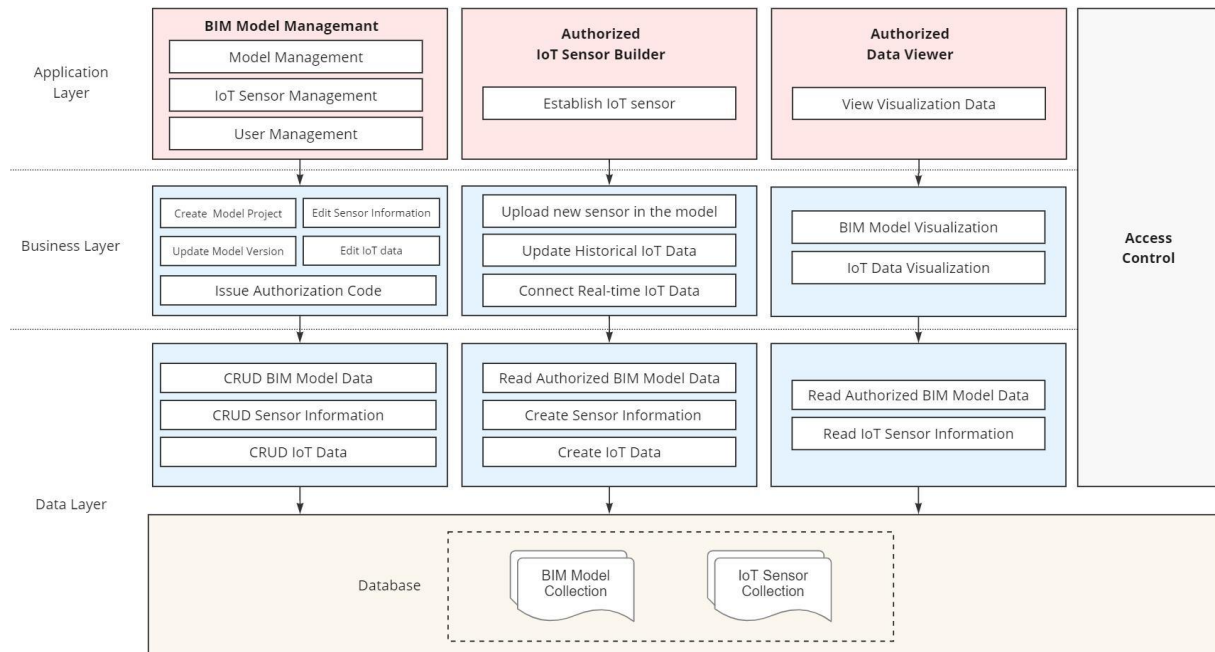 BIM Model Managemant
Model Management
IoT Sensor Management
User Management
Authorized
IoT Sensor Builder
Establish IoT sensor
Authorized
Data Viewer
View Visualization Data
Application
Layer
Create Model Project
Edit Sensor Information
Update Model Version
Edit IoT data
Issue Authorization Code
Upload new sensor in the model
Update Historical IoT Data
Connect Real-time IoT Data
BIM Model Visualization
IoT Data Visualization
Business Layer
Access
Control
CRUD BIM Model Data
CRUD Sensor Information
CRUD IoT Data
Read Authorized BIM Model Data
Create Sensor Information
Create IoT Data
Read Authorized BIM Model Data
Read IoT Sensor Information
Data Layer
Database
BIM Model
Collection
IoT Sensor
Collection